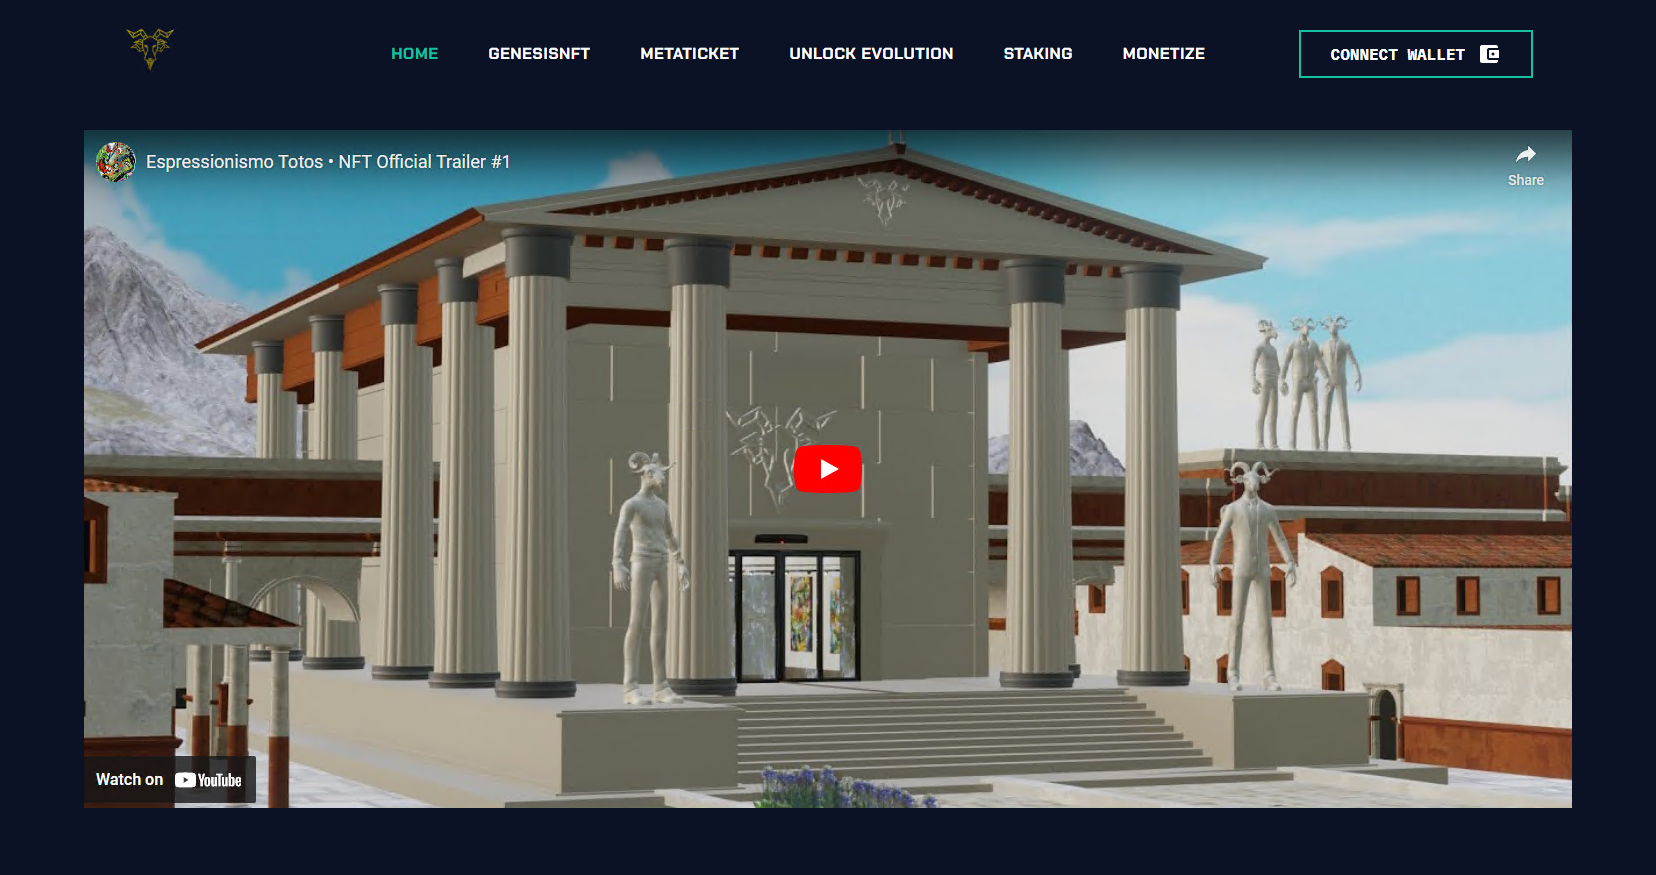 HOME
GENESISNFT
METATICKET
UNLOCK EVOLUTION
STAKING
MONETIZE
CONNECT WALLET
Espressionismo Totos • NFT Official Trailer #1
Share
Watch on YouTube